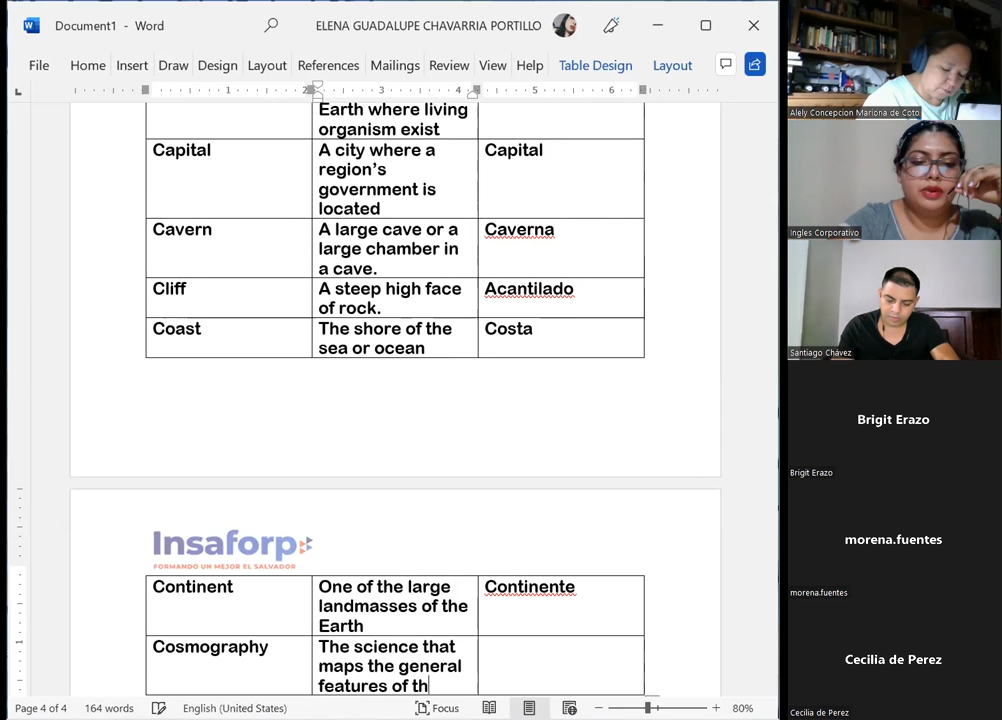 Document1 - Word
ELENA GUADALUPE CHAVARRIA PORTILLO
File Home Insert Draw Design Layout References Mailings Review View Help Table Design Layout
1 2 3 4 5 6
Earth where living
organism exist
Capital
A city where a
region's
government is
located
Capital
Cavern
A large cave or a
large chamber in
a cave.
Caverna
Cliff
A steep high face
of rock.
Acantilado
Coast
The shore of the
sea or ocean
Costa
Insaforp
FORMANDO UN MEJOR EL SALVADOR
Continent
One of the large
landmasses of the
Earth
Continente
Cosmography
The science that
maps the general
features of th
Page 4 of 4 164 words English (United States) Focus 80%
Alely Concepcion Mariona de Coto
Ingles Corporativo
Santiago Chávez
Brigit Erazo
Brigit Erazo
morena.fuentes
morena.fuentes
Cecilia de Perez
Cecilia de Perez